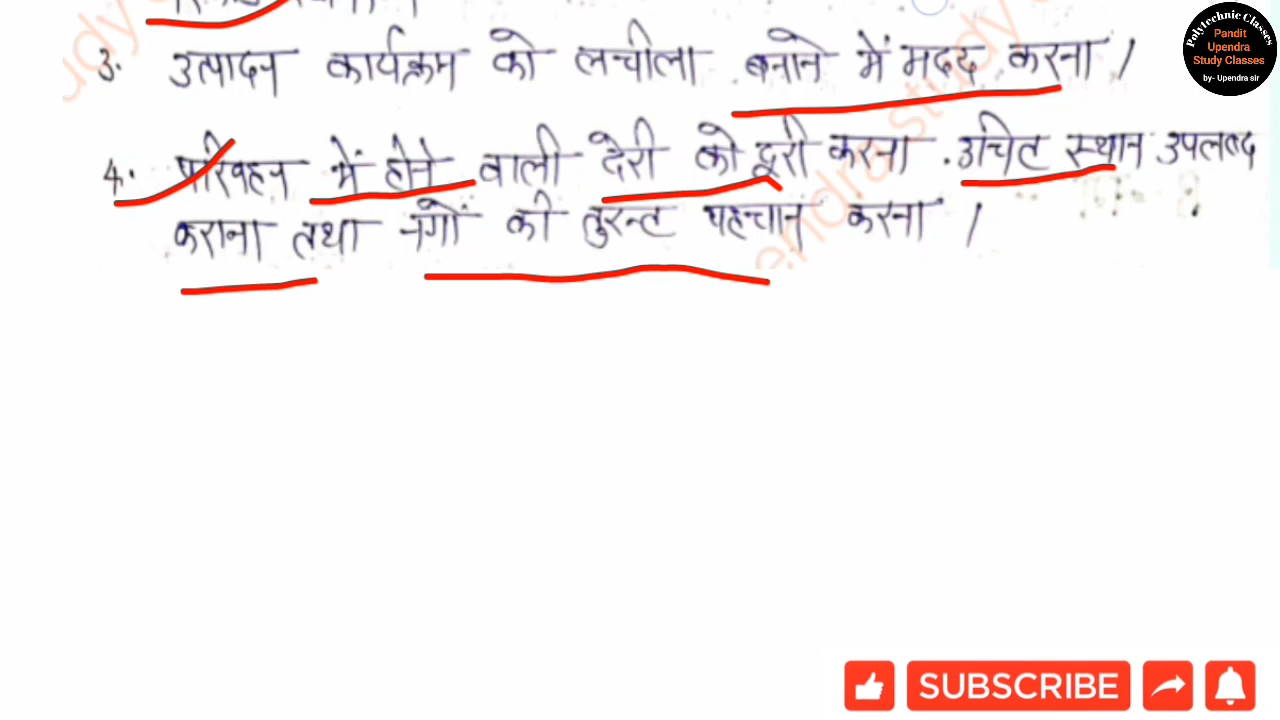 3. उत्पादन कार्यक्रम को लचीला बनाने में मदद करना ।
4. परिवहन में होने वाली देरी को दूरी करना . उचित स्थान उपलब्द
कराना तथा नगों की तुरन्त पहचान करना ।
Polytechnic Classes
Pandit
Upendra
Study Classes
by- Upendra sir
SUBSCRIBE